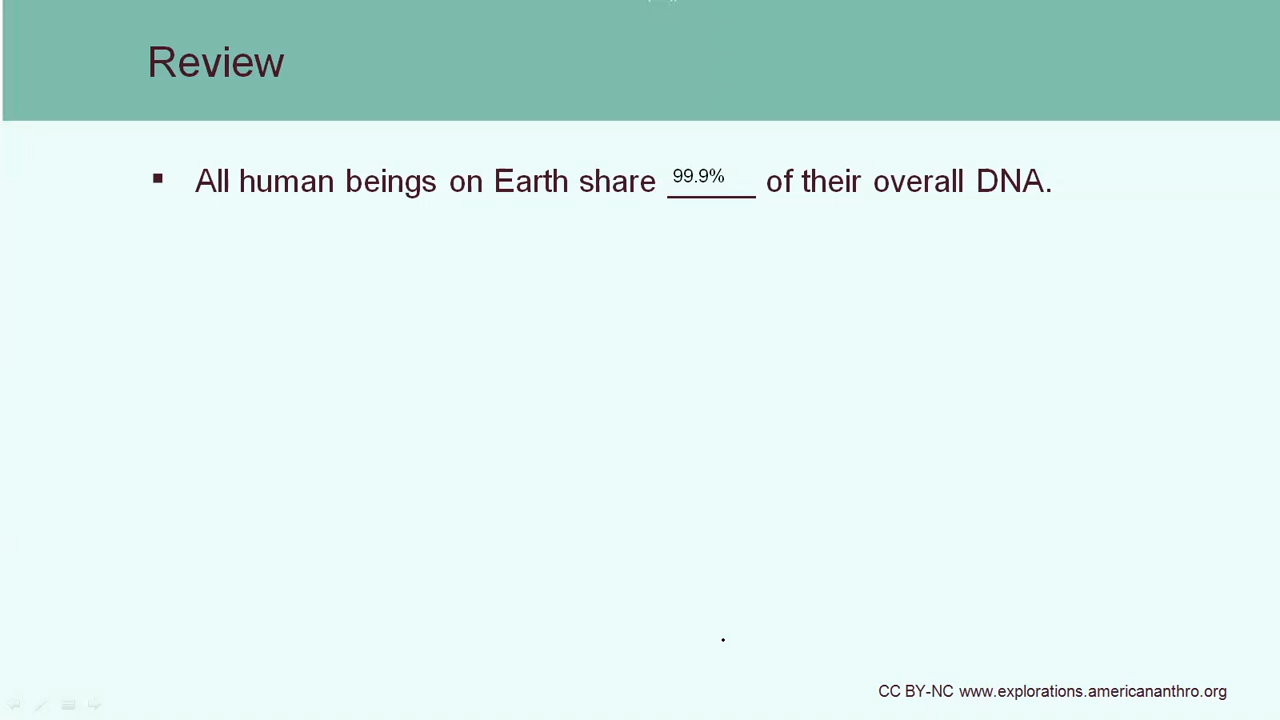 Review
▪ All human beings on Earth share 99.9% of their overall DNA.
CC BY-NC www.explorations.americananthro.org